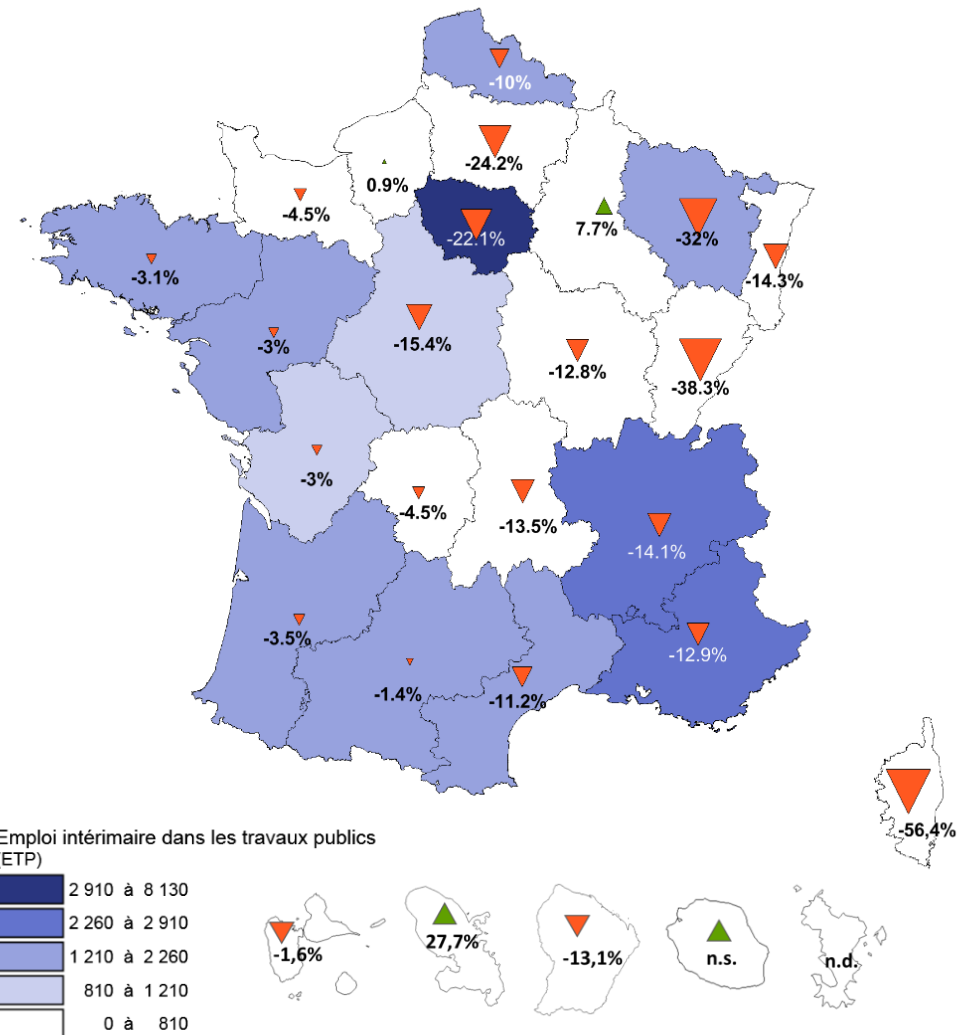 -10%
-24.2%
0.9%
-4.5%
7.7%
-32%
-22.1%
-14.3%
-3.1%
-3%
-15.4%
-12.8%
-38.3%
-3%
-4.5%
-13.5%
-14.1%
-3.5%
-12.9%
-1.4%
-11.2%
-56,4%
Emploi intérimaire dans les travaux publics
(ETP)
2 910 à 8 130
2 260 à 2 910
1 210 à 2 260
810 à 1 210
0 à 810
-1,6%
27,7%
-13,1%
n.s.
n.d.